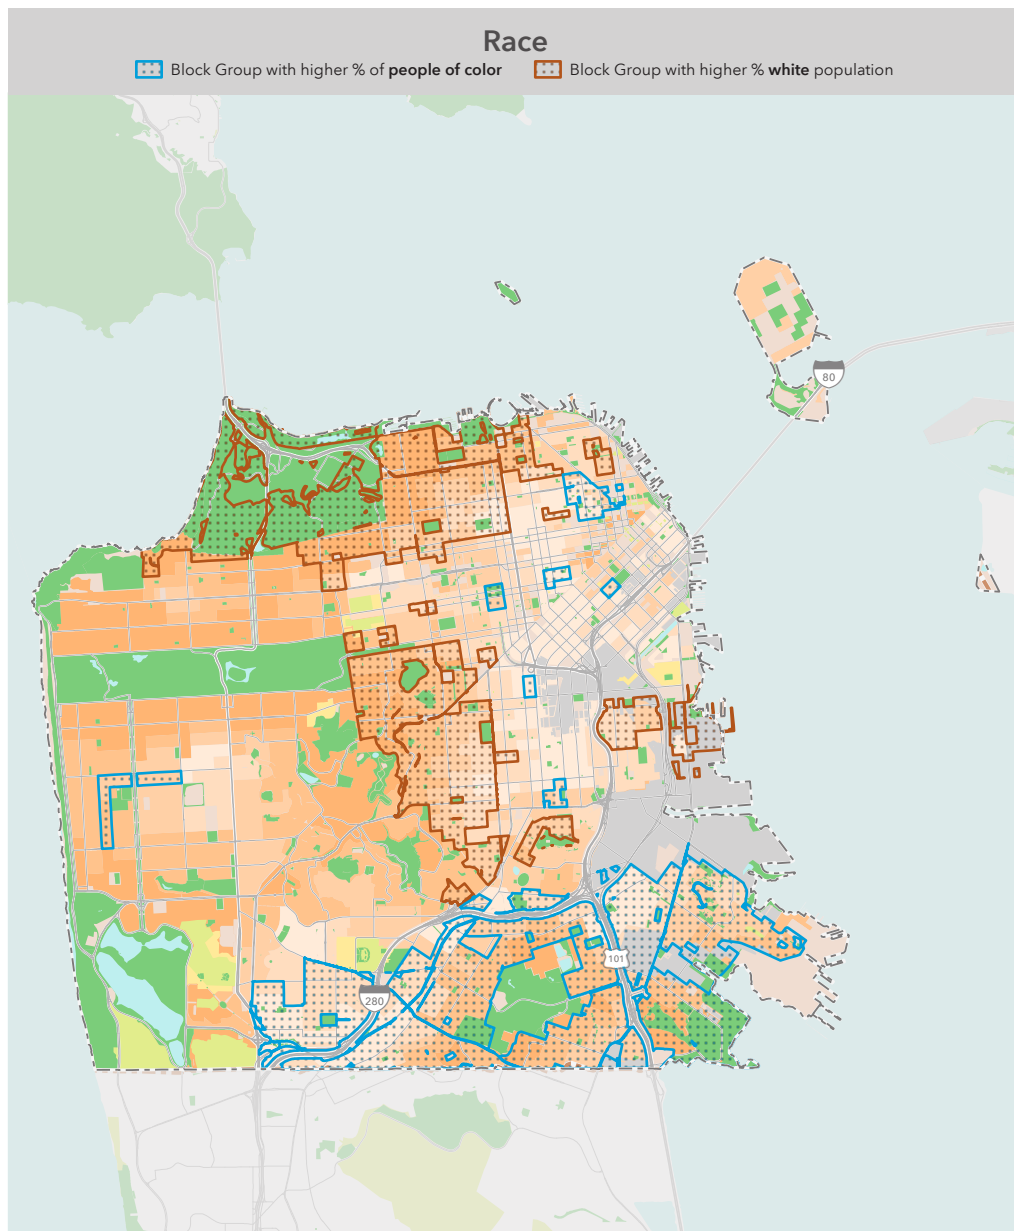 Race
Block Group with higher % of people of color
Block Group with higher % white population
80
101
280